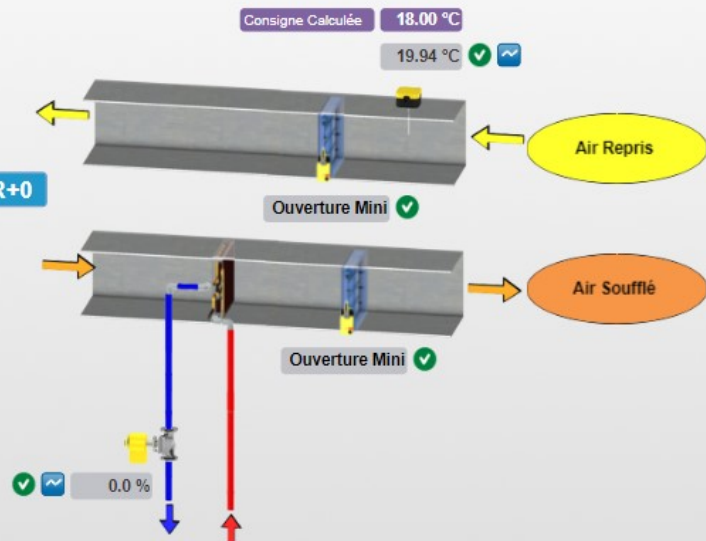 Consigne Calculée 18.00 °C
19.94 °C
Air Repris
R+0
Ouverture Mini
Air Soufflé
Ouverture Mini
0.0 %